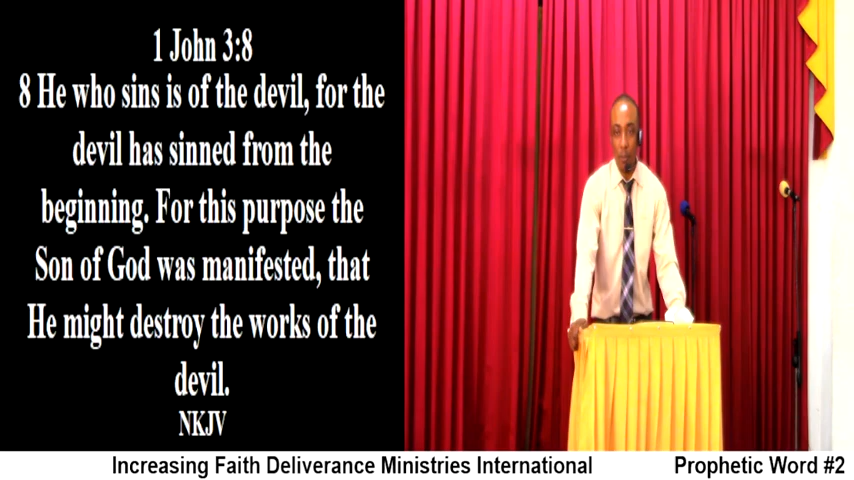 1 John 3:8
8 He who sins is of the devil, for the
devil has sinned from the
beginning. For this purpose the
Son of God was manifested, that
He might destroy the works of the
devil.
NKJV
Increasing Faith Deliverance Ministries International
Prophetic Word #2